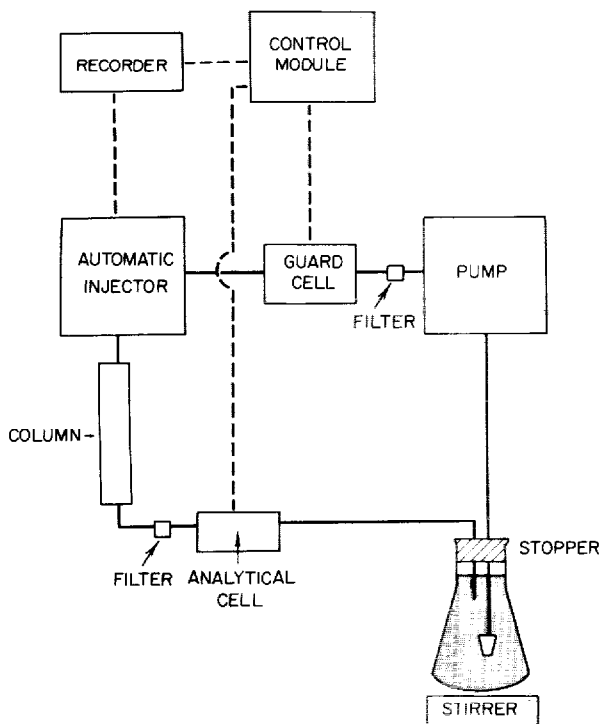 RECORDER
CONTROL
MODULE
AUTOMATIC
INJECTOR
GUARD
CELL
PUMP
FILTER
COLUMN
FILTER
ANALYTICAL
CELL
STOPPER
STIRRER